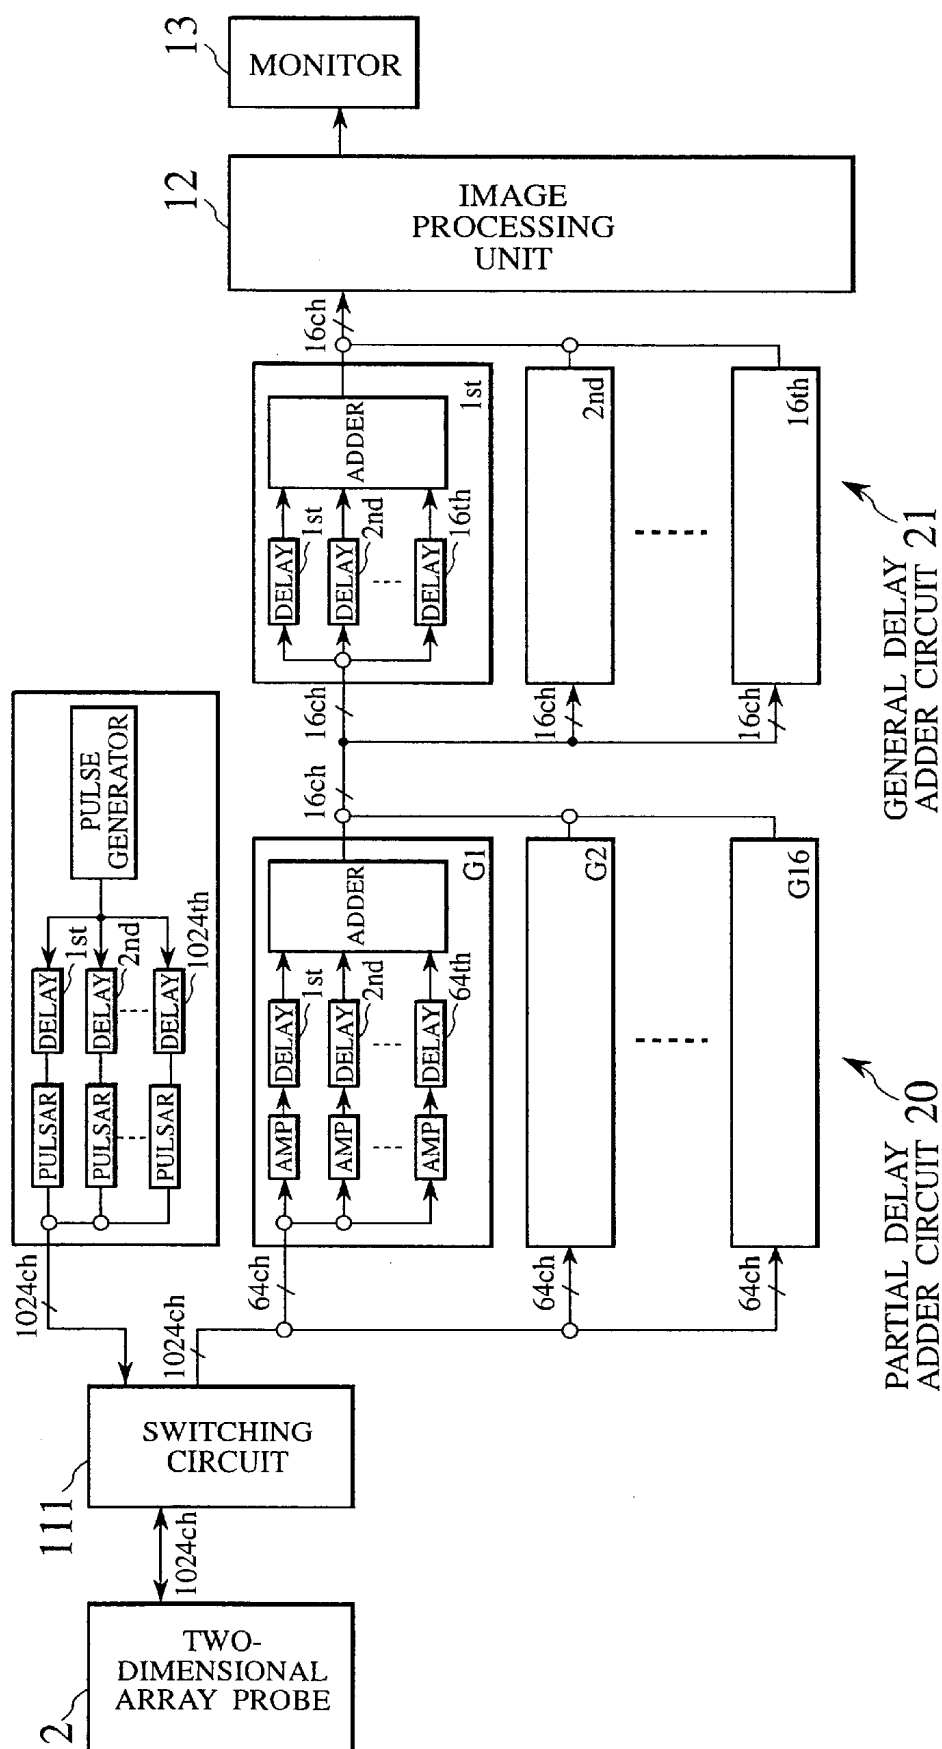 2
TWO-
DIMENSIONAL
ARRAY PROBE
1024ch
111
SWITCHING
CIRCUIT
1024ch
1024ch
PULSAR
DELAY
1st
PULSAR
DELAY
2nd
PULSAR
DELAY
1024th
PULSE
GENERATOR
64ch
AMP
DELAY
1st
AMP
DELAY
2nd
AMP
DELAY
64th
ADDER
G1
64ch
G2
64ch
G16
PARTIAL DELAY
ADDER CIRCUIT 20
16ch
16ch
DELAY
1st
DELAY
2nd
DELAY
16th
ADDER
1st
16ch
2nd
16ch
16th
GENERAL DELAY
ADDER CIRCUIT 21
16ch
12
IMAGE
PROCESSING
UNIT
13
MONITOR